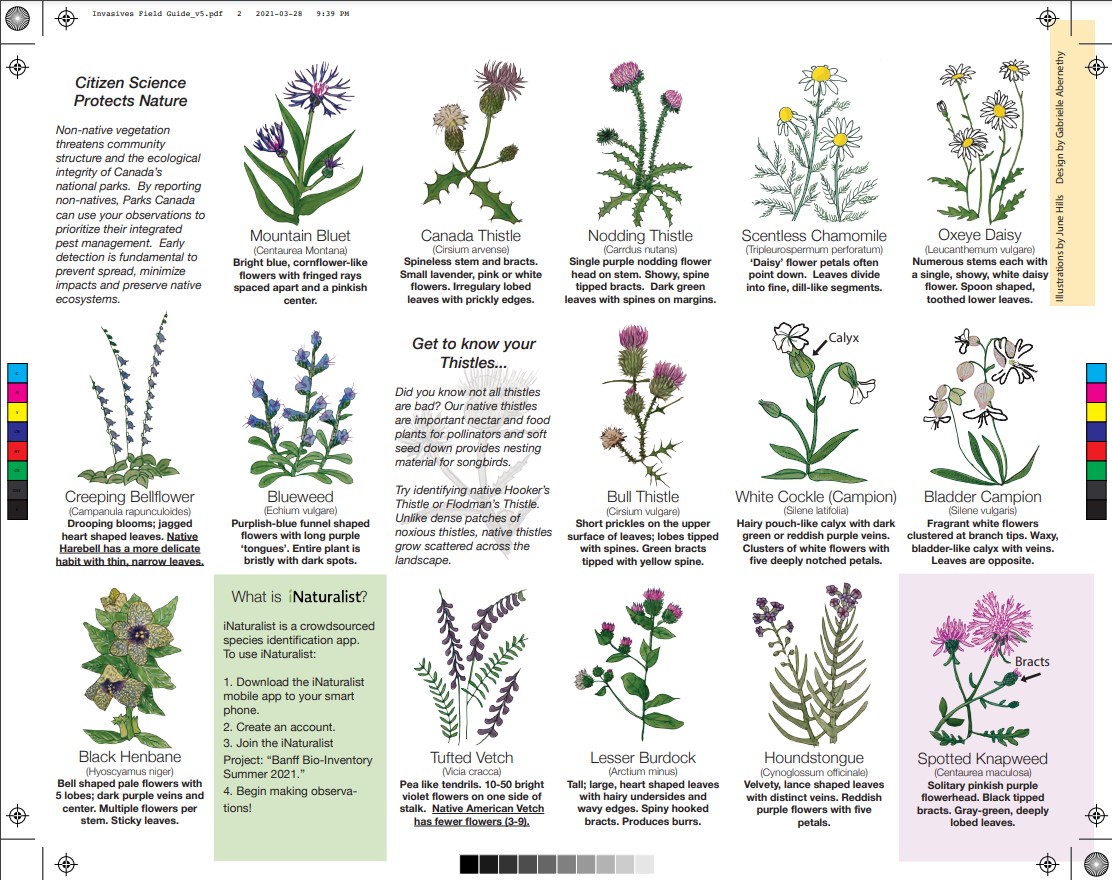 Invasives Field Guide_v5.pdf   2   2021-03-28   9:39 PM
Citizen Science
Protects Nature
Non-native vegetation
threatens community
structure and the ecological
integrity of Canada's
national parks.  By reporting
non-natives, Parks Canada
can use your observations to
prioritize their integrated
pest management.  Early
detection is fundamental to
prevent spread, minimize
impacts and preserve native
ecosystems.
Mountain Bluet
(Centaurea Montana)
Bright blue, cornflower-like
flowers with fringed rays
spaced apart and a pinkish
center.
Canada Thistle
(Cirsium arvense)
Spineless stem and bracts.
Small lavender, pink or white
flowers. Irregulary lobed
leaves with prickly edges.
Nodding Thistle
(Carrdus nutans)
Single purple nodding flower
head on stem. Showy, spine
tipped bracts.  Dark green
leaves with spines on margins.
Scentless Chamomile
(Tripleurospermum perforatum)
'Daisy' flower petals often
point down.  Leaves divide
into fine, dill-like segments.
Oxeye Daisy
(Leucanthemum vulgare)
Numerous stems each with
a single, showy, white daisy
flower. Spoon shaped,
toothed lower leaves.
Illustrations by June Hills    Design by Gabrielle Abernethy
Creeping Bellflower
(Campanula rapunculoides)
Drooping blooms; jagged
heart shaped leaves. Native
Harebell has a more delicate
habit with thin, narrow leaves.
Blueweed
(Echium vulgare)
Purplish-blue funnel shaped
flowers with long purple
'tongues'. Entire plant is
bristly with dark spots.
Get to know your
Thistles...
Did you know not all thistles
are bad? Our native thistles
are important nectar and food
plants for pollinators and soft
seed down provides nesting
material for songbirds.
Try identifying native Hooker's
Thistle or Flodman's Thistle.
Unlike dense patches of
noxious thistles, native thistles
grow scattered across the
landscape.
Bull Thistle
(Cirsium vulgare)
Short prickles on the upper
surface of leaves; lobes tipped
with spines. Green bracts
tipped with yellow spine.
Calyx
White Cockle (Campion)
(Silene latifolia)
Hairy pouch-like calyx with dark
green or reddish purple veins.
Clusters of white flowers with
five deeply notched petals.
Bladder Campion
(Silene vulgaris)
Fragrant white flowers
clustered at branch tips. Waxy,
bladder-like calyx with veins.
Leaves are opposite.
Black Henbane
(Hyoscyamus niger)
Bell shaped pale flowers with
5 lobes; dark purple veins and
center. Multiple flowers per
stem. Sticky leaves.
What is iNaturalist?
iNaturalist is a crowdsourced
species identification app.
To use iNaturalist:
1. Download the iNaturalist
mobile app to your smart
phone.
2. Create an account.
3. Join the iNaturalist
Project: "Banff Bio-Inventory
Summer 2021."
4. Begin making observa-
tions!
Tufted Vetch
(Vicia cracca)
Pea like tendrils. 10-50 bright
violet flowers on one side of
stalk.  Native American Vetch
has fewer flowers (3-9).
Lesser Burdock
(Arctium minus)
Tall; large, heart shaped leaves
with hairy undersides and
wavy edges. Spiny hooked
bracts. Produces burrs.
Houndstongue
(Cynoglossum officinale)
Velvety, lance shaped leaves
with distinct veins. Reddish
purple flowers with five
petals.
Bracts
Spotted Knapweed
(Centaurea maculosa)
Solitary pinkish purple
flowerhead. Black tipped
bracts. Gray-green, deeply
lobed leaves.